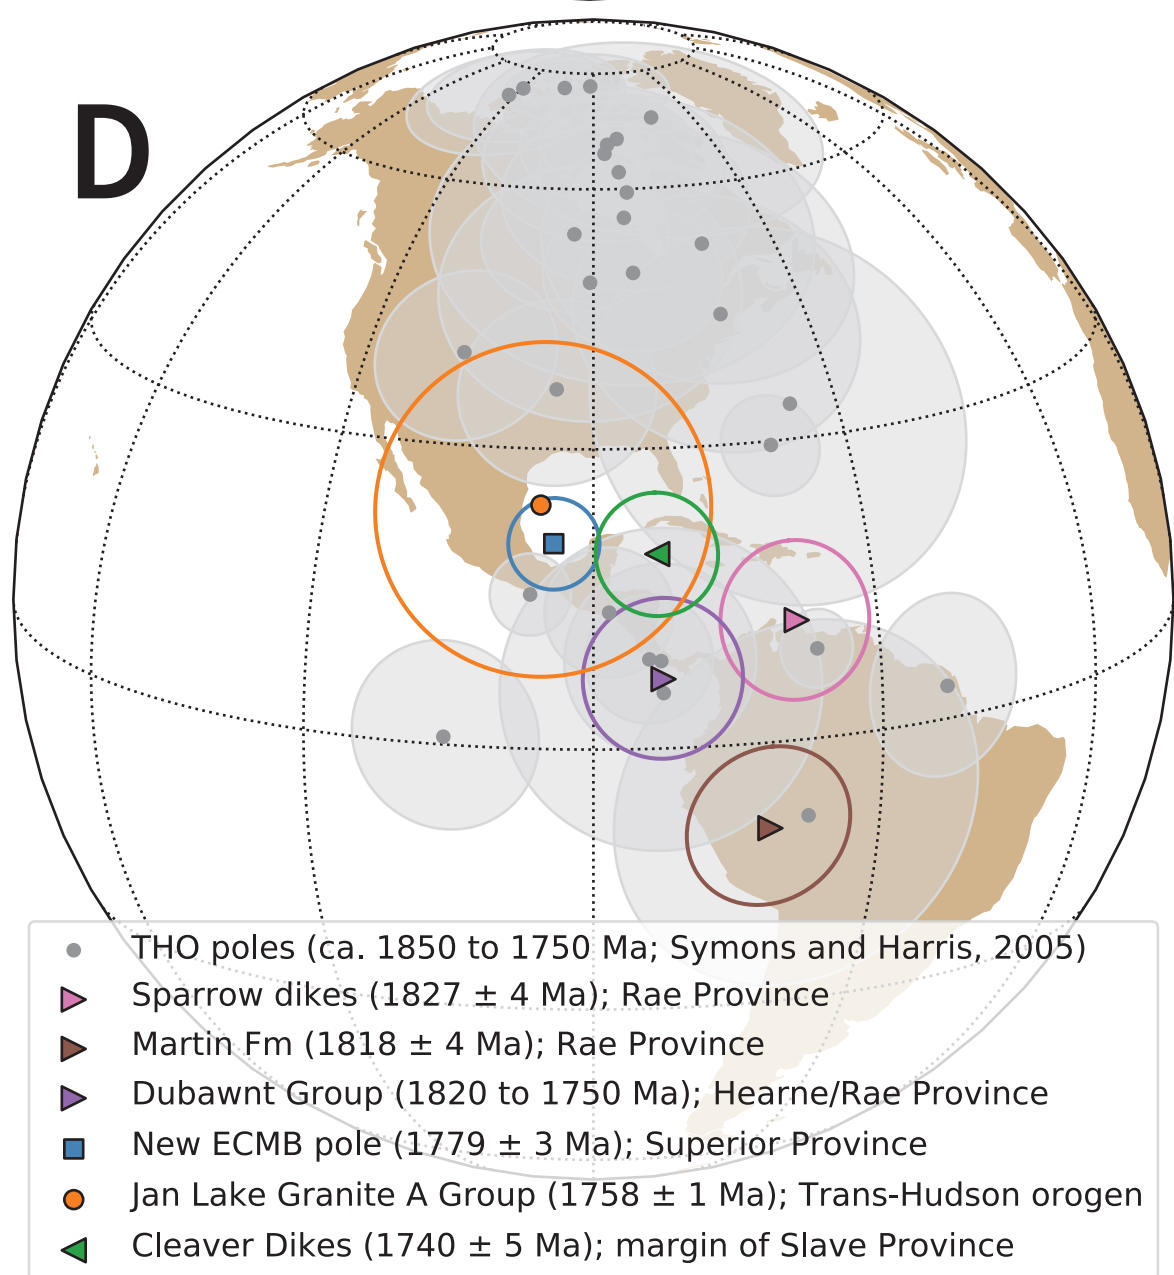 D
THO poles (ca. 1850 to 1750 Ma; Symons and Harris, 2005)
Sparrow dikes (1827 ± 4 Ma); Rae Province
Martin Fm (1818 ± 4 Ma); Rae Province
Dubawnt Group (1820 to 1750 Ma); Hearne/Rae Province
New ECMB pole (1779 ± 3 Ma); Superior Province
Jan Lake Granite A Group (1758 ± 1 Ma); Trans-Hudson orogen
Cleaver Dikes (1740 ± 5 Ma); margin of Slave Province